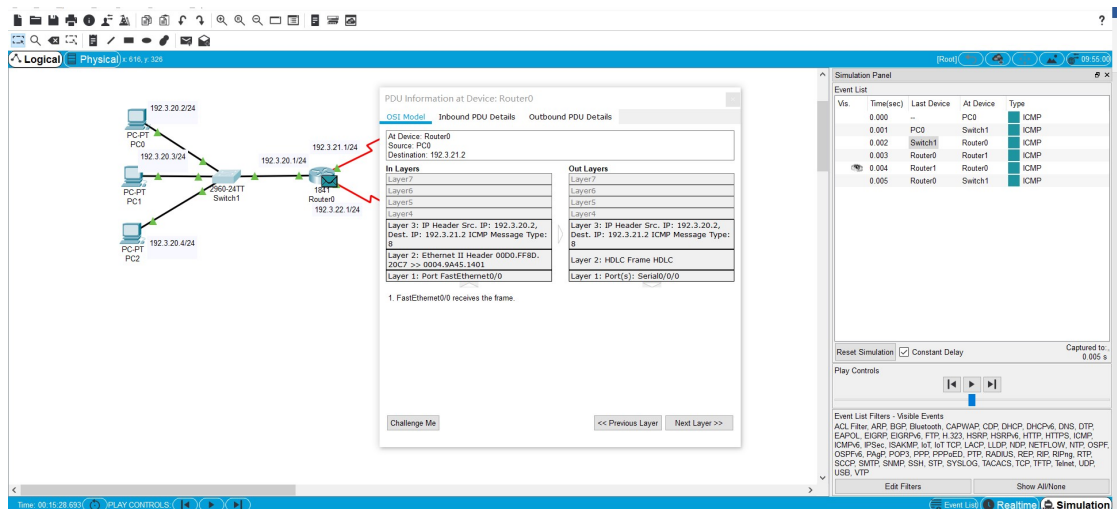 ?
Logical
Physical
x: 616, y: 326
[Root]
09:55:00
192.3.20.2/24
PC-PT
PC0
192.3.20.3/24
PC-PT
PC1
192.3.20.4/24
PC-PT
PC2
2960-24TT
Switch1
192.3.20.1/24
192.3.21.1/24
1841
Router0
192.3.22.1/24
PDU Information at Device: Router0
OSI Model Inbound PDU Details Outbound PDU Details
At Device: Router0
Source: PC0
Destination: 192.3.21.2
In Layers
Layer7
Layer6
Layer5
Layer4
Layer 3: IP Header Src. IP: 192.3.20.2,
Dest. IP: 192.3.21.2 ICMP Message Type:
8
Layer 2: Ethernet II Header 00D0.FF8D.
20C7 >> 0004.9A45.1401
Layer 1: Port FastEthernet0/0
Out Layers
Layer7
Layer6
Layer5
Layer4
Layer 3: IP Header Src. IP: 192.3.20.2,
Dest. IP: 192.3.21.2 ICMP Message Type:
8
Layer 2: HDLC Frame HDLC
Layer 1: Port(s): Serial0/0/0
1. FastEthernet0/0 receives the frame.
Challenge Me
<< Previous Layer
Next Layer >>
Simulation Panel
Event List
Vis. Time(sec) Last Device At Device Type
0.000 -- PC0 ICMP
0.001 PC0 Switch1 ICMP
0.002 Switch1 Router0 ICMP
0.003 Router0 Router1 ICMP
0.004 Router1 Router0 ICMP
0.005 Router0 Switch1 ICMP
Reset Simulation
Constant Delay
Captured to:
0.005 s
Play Controls
Event List Filters - Visible Events
ACL Filter, ARP, BGP, Bluetooth, CAPWAP, CDP, DHCP, DHCPv6, DNS, DTP,
EAPOL, EIGRP, EIGRPv6, FTP, H.323, HSRP, HSRPv6, HTTP, HTTPS, ICMP,
ICMPv6, IPSec, ISAKMP, IoT, IoT TCP, LACP, LLDP, NDP, NETFLOW, NTP, OSPF,
OSPFv6, PAgP, POP3, PPP, PPPoED, PTP, RADIUS, REP, RIP, RIPng, RTP,
SCCP, SMTP, SNMP, SSH, STP, SYSLOG, TACACS, TCP, TFTP, Telnet, UDP,
USB, VTP
Edit Filters
Show All/None
Time: 00:15:28.693
PLAY CONTROLS:
Event List
Realtime
Simulation